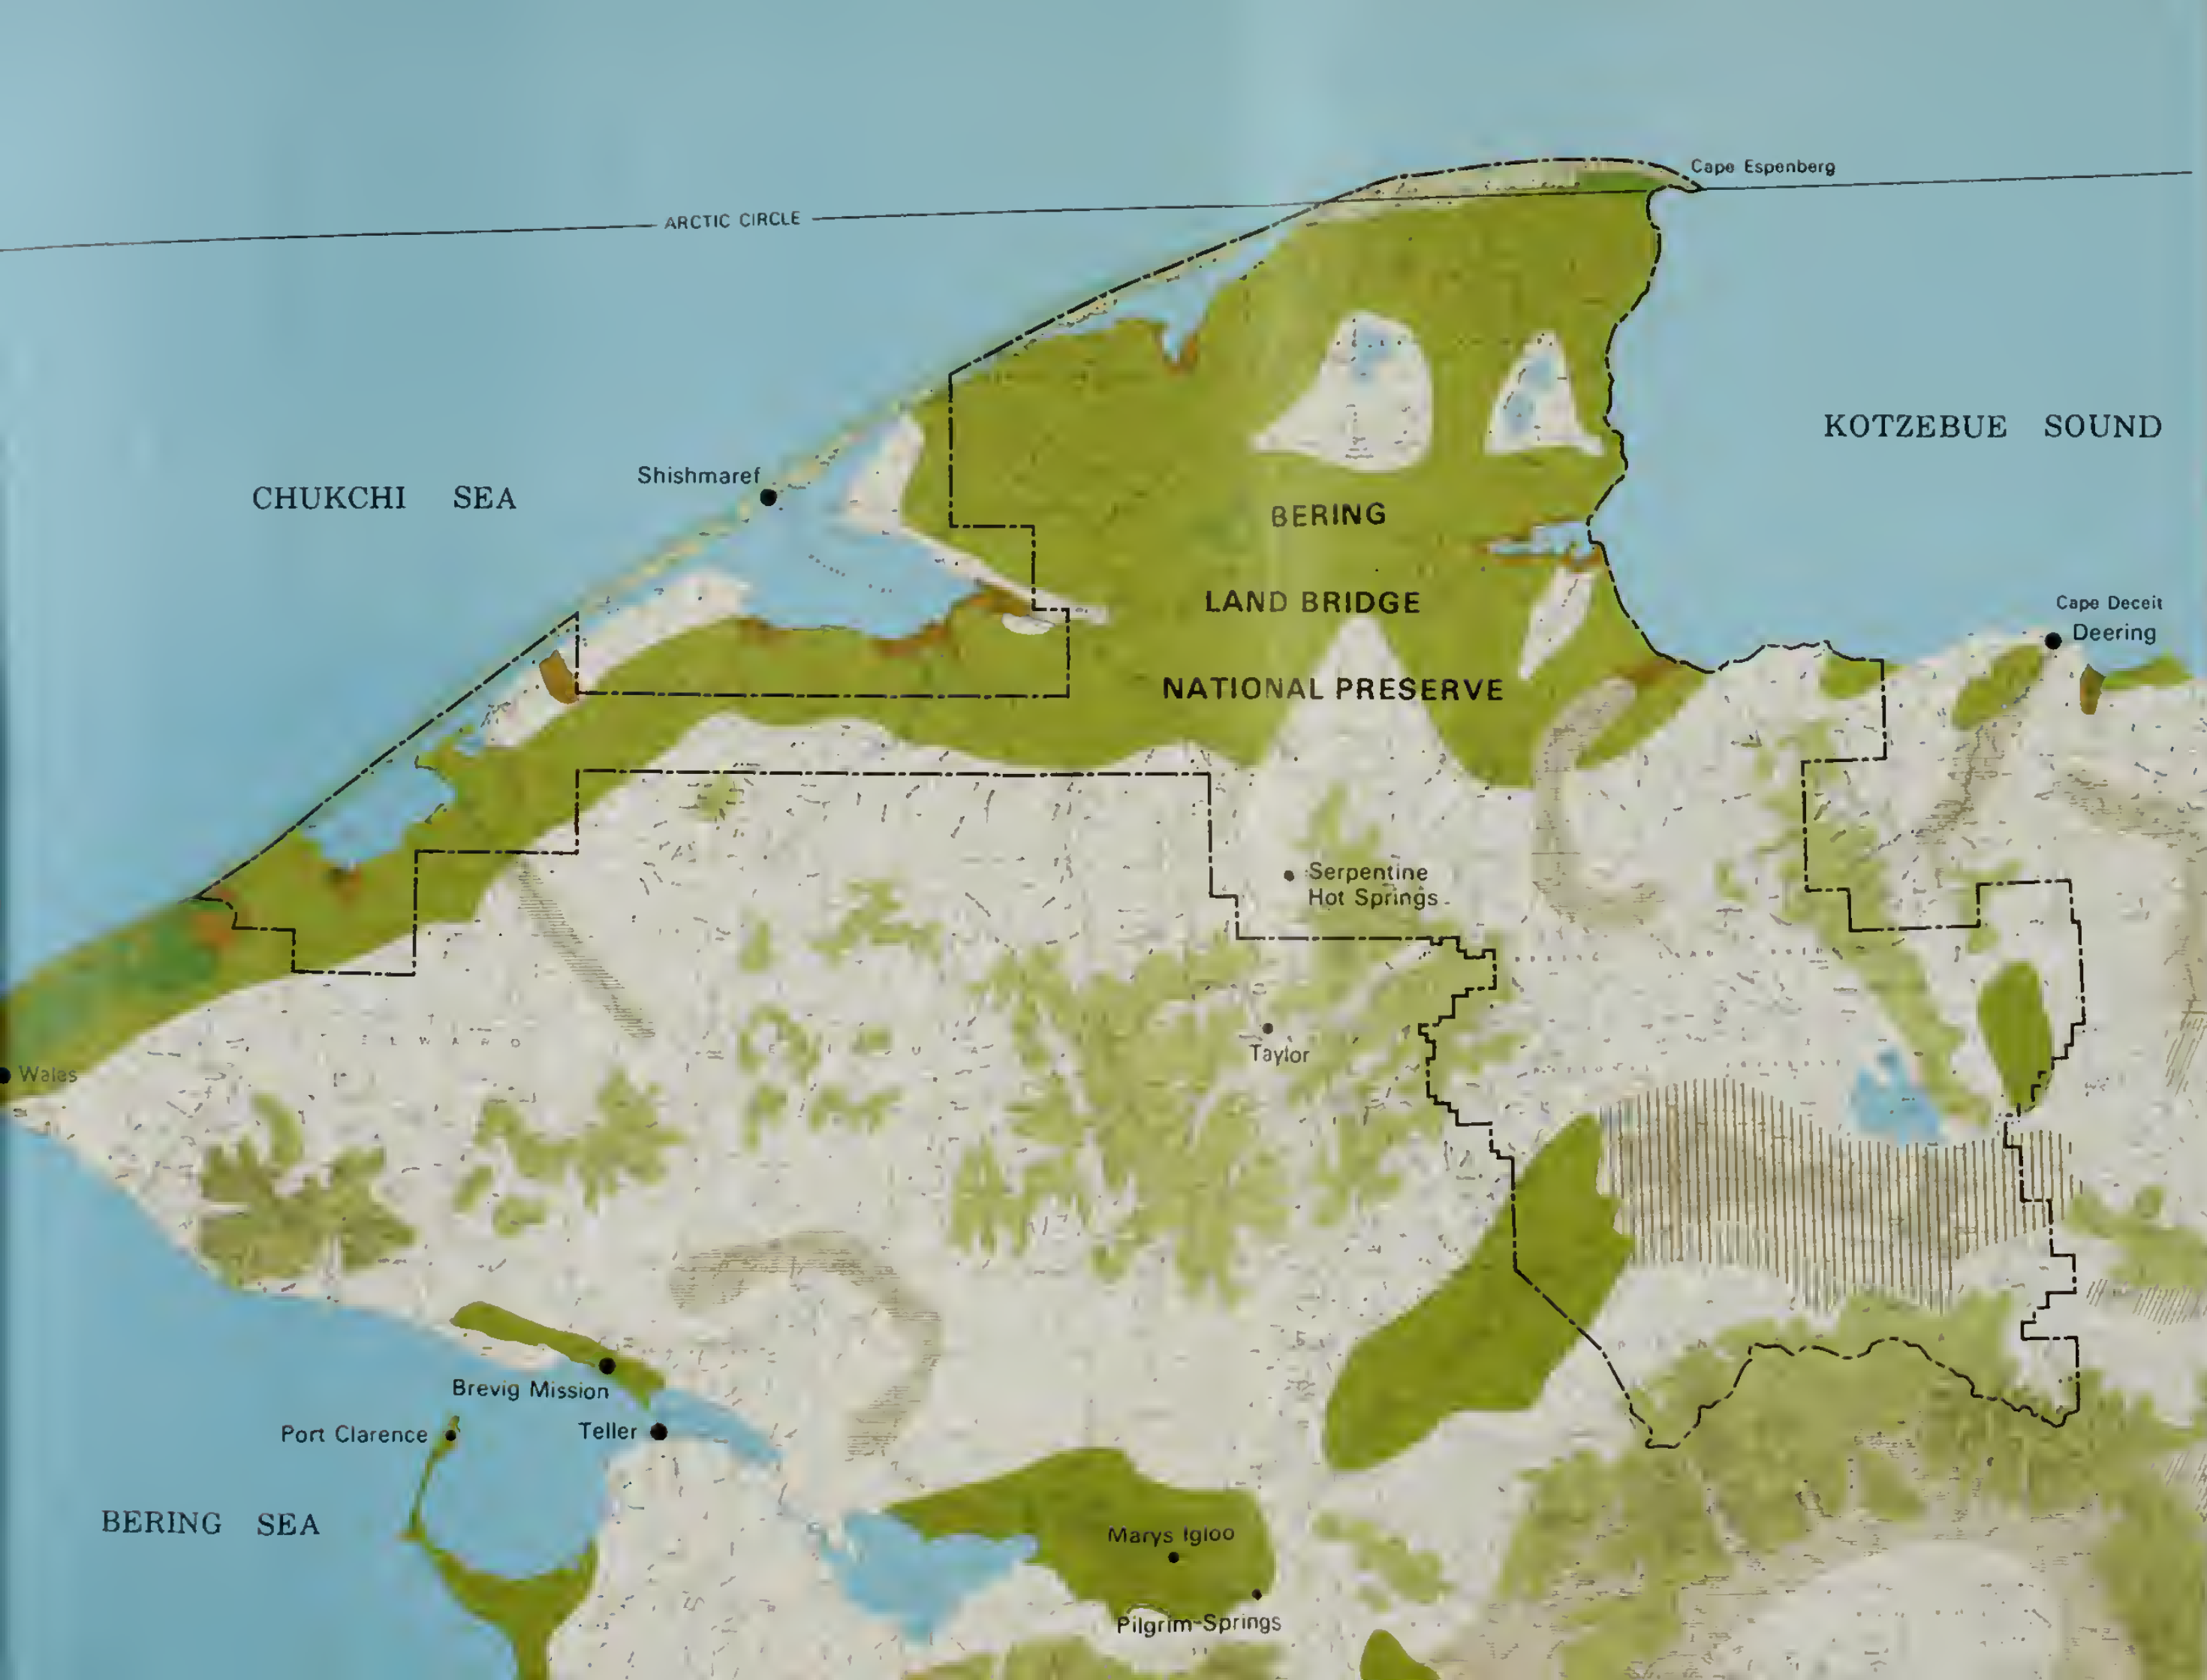 Cape Espenberg
ARCTIC CIRCLE
KOTZEBUE SOUND
Shishmaref
CHUKCHI SEA
BERING
LAND BRIDGE
NATIONAL PRESERVE
Cape Deceit
Deering
Serpentine
Hot Springs
Taylor
Wales
Brevig Mission
Port Clarence
Teller
BERING SEA
Marys Igloo
Pilgrim-Springs